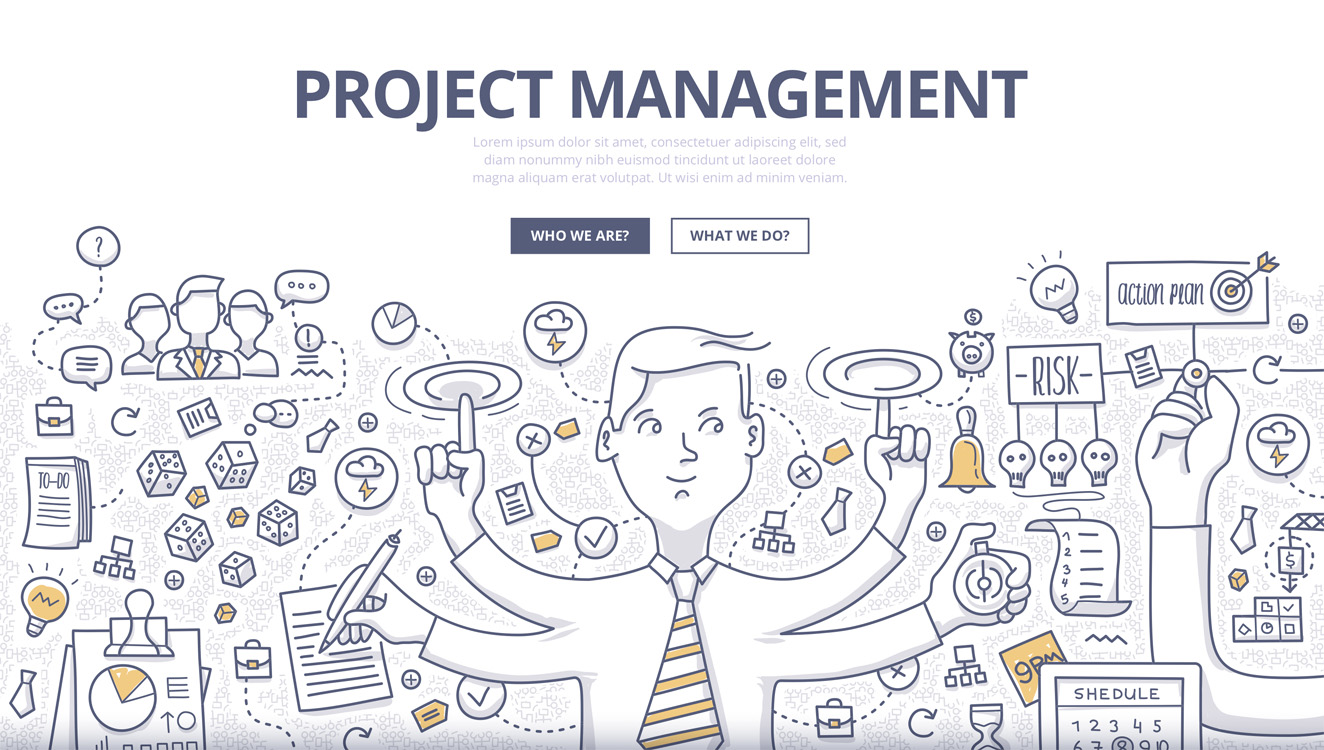 PROJECT MANAGEMENT
Lorem ipsum dolor sit amet, consectetuer adipiscing elit, sed
diam nonummy nibh euismod tincidunt ut laoreet dolore
magna aliquam erat volutpat. Ut wisi enim ad minim veniam.
WHO WE ARE?
WHAT WE DO?
?
$
action plan
!
-RISK-
TO-DO
1
2
3
4
5
$
9PM
SHEDULE
1 2 3 4 5
6 7 8 9 10